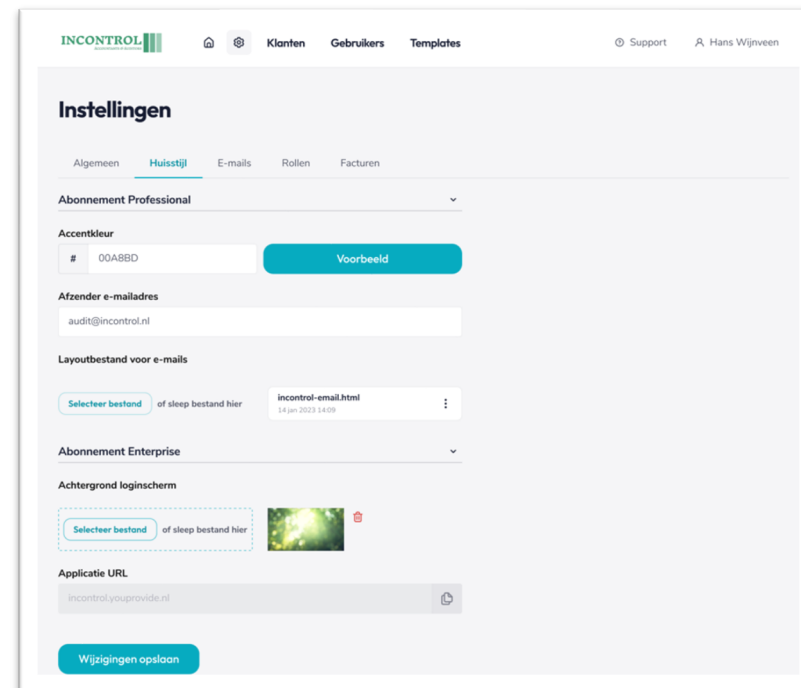 INCONTROL
Klanten Gebruikers Templates
Support Hans Wijnveen
Instellingen
Algemeen Huisstijl E-mails Rollen Facturen
Abonnement Professional
Accentkleur
# 00A8BD Voorbeeld
Afzender e-mailadres
audit@incontrol.nl
Layoutbestand voor e-mails
Selecteer bestand of sleep bestand hier
incontrol-email.html
14 jan 2023 14:09
Abonnement Enterprise
Achtergrond loginscherm
Selecteer bestand of sleep bestand hier
Applicatie URL
incontrol.youprovide.nl
Wijzigingen opslaan